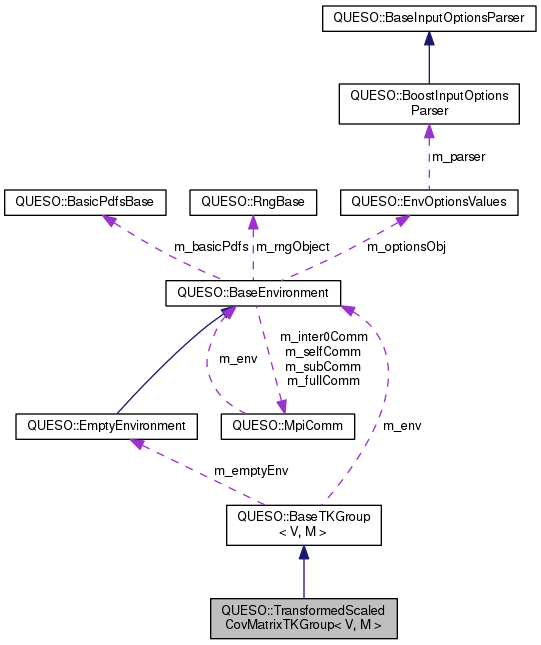 QUESO::BaseInputOptionsParser
QUESO::BoostInputOptions
Parser
m_parser
QUESO::BasicPdfsBase
QUESO::RngBase
QUESO::EnvOptionsValues
m_basicPdfs
m_rngObject
m_optionsObj
QUESO::BaseEnvironment
m_inter0Comm
m_selfComm
m_subComm
m_fullComm
m_env
QUESO::EmptyEnvironment
QUESO::MpiComm
m_env
m_emptyEnv
QUESO::BaseTKGroup
< V, M >
QUESO::TransformedScaled
CovMatrixTKGroup< V, M >